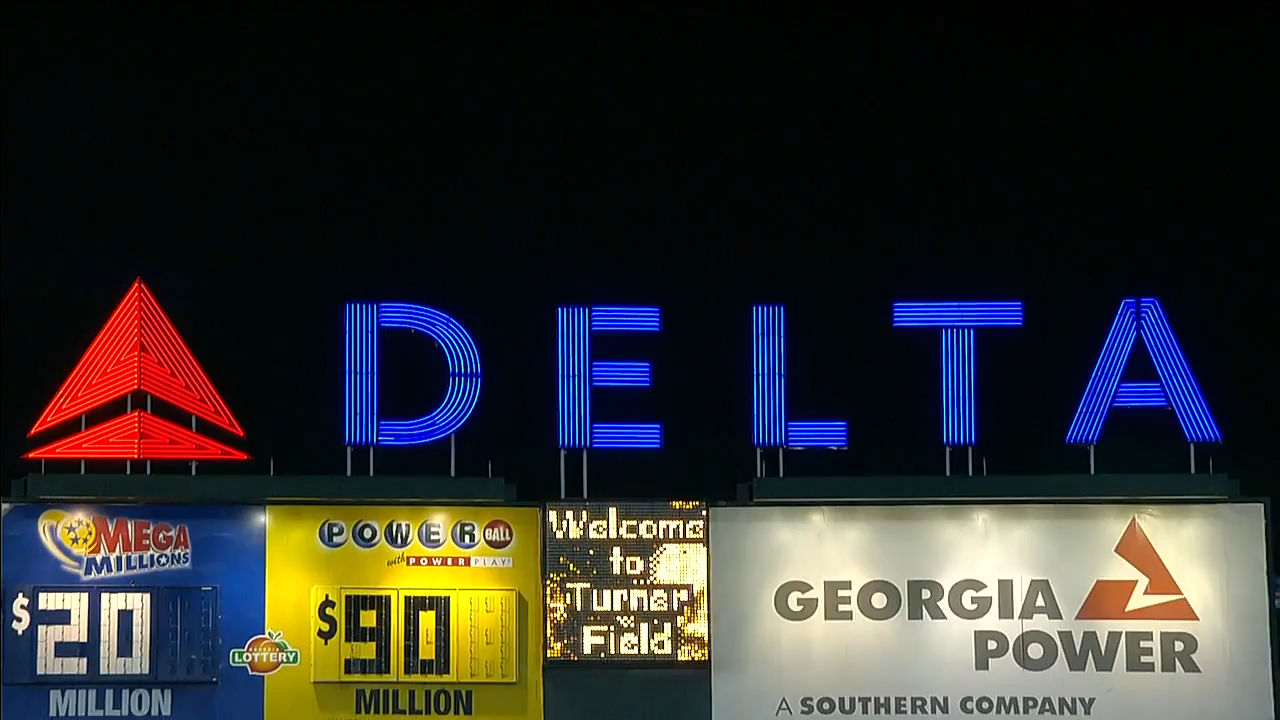 DELTA
MEGA
MILLIONS
$20
MILLION
LOTTERY
POWERBALL
with POWER PLAY!
$90
MILLION
Welcome
to
Turner
Field
GEORGIA
POWER
A SOUTHERN COMPANY